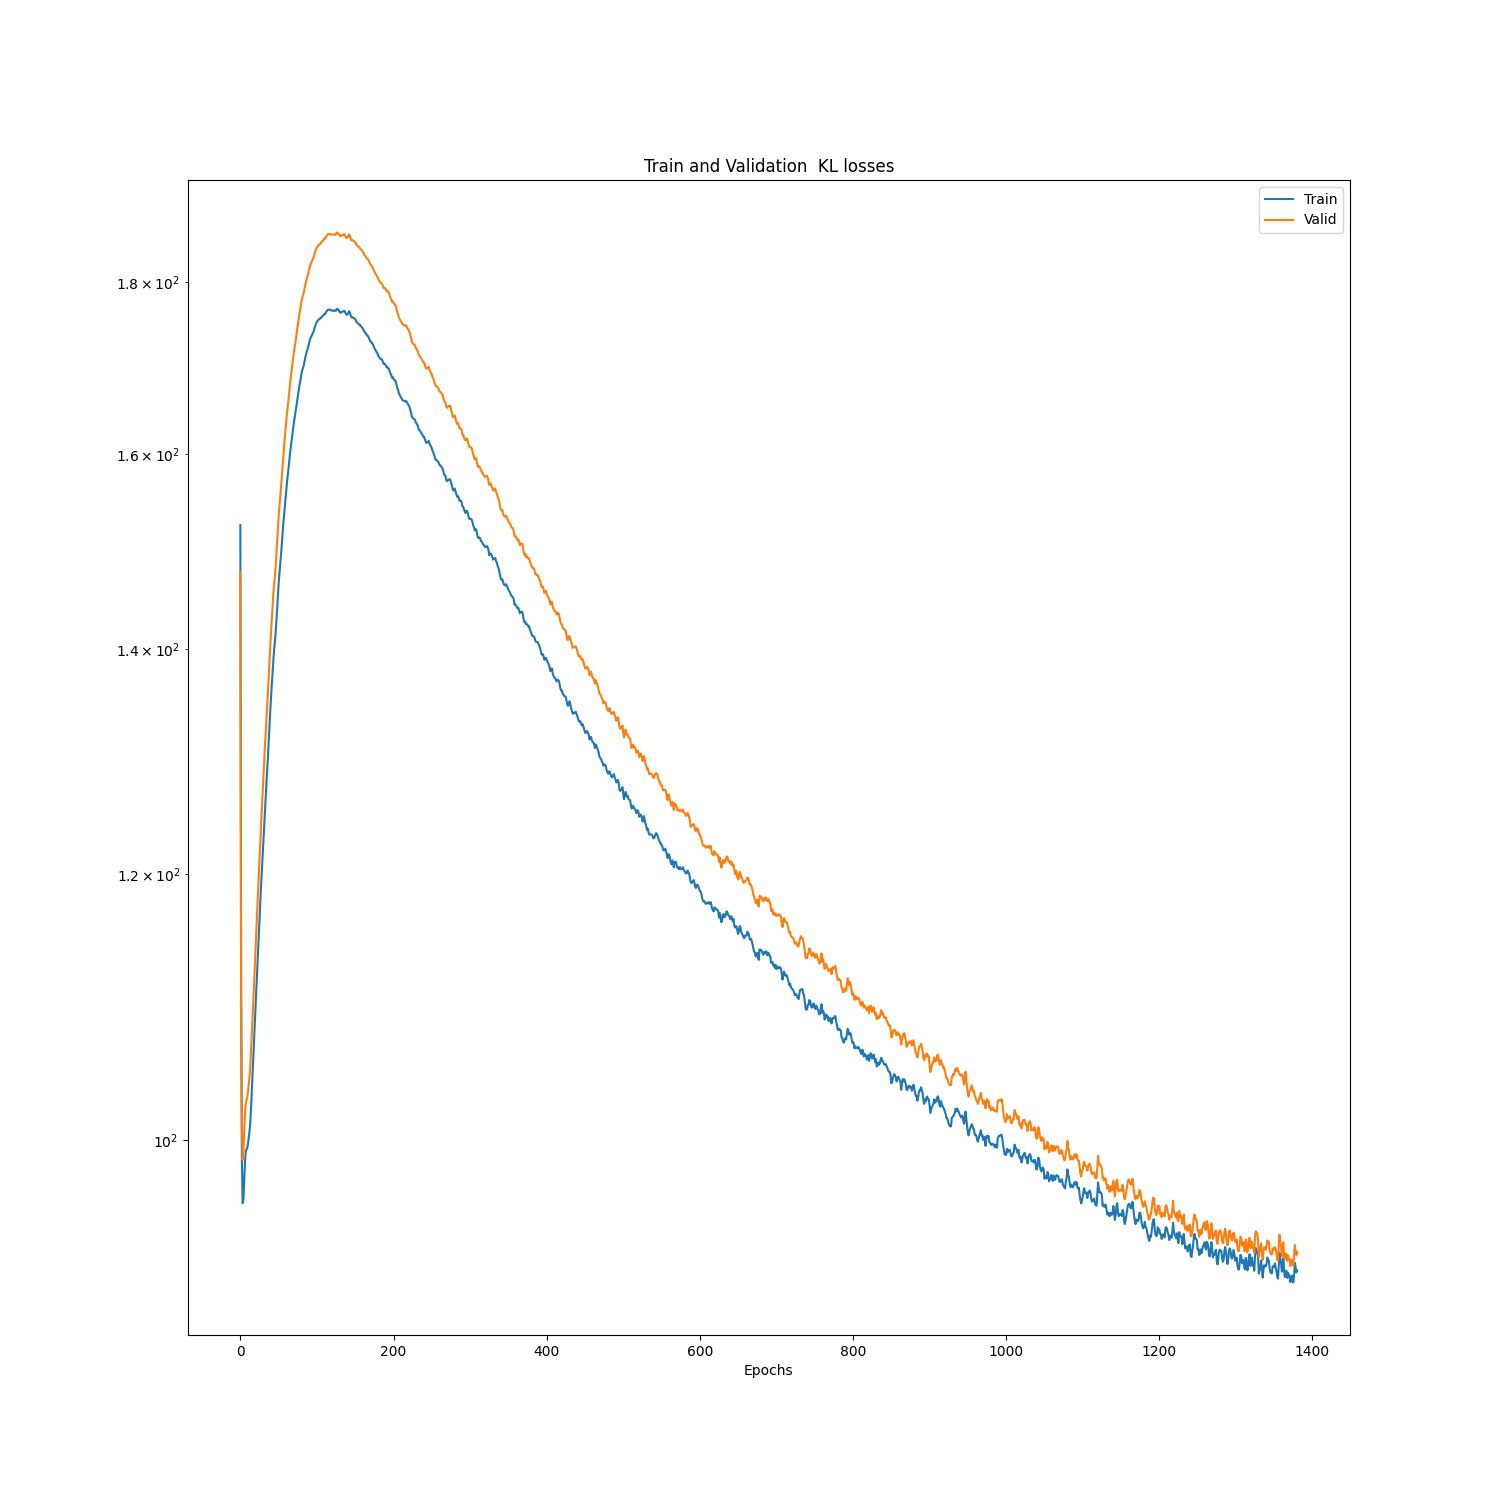 Train and Validation  KL losses
Train
Valid
1.8 × 10²
1.6 × 10²
1.4 × 10²
1.2 × 10²
10²
0 200 400 600 800 1000 1200 1400
Epochs